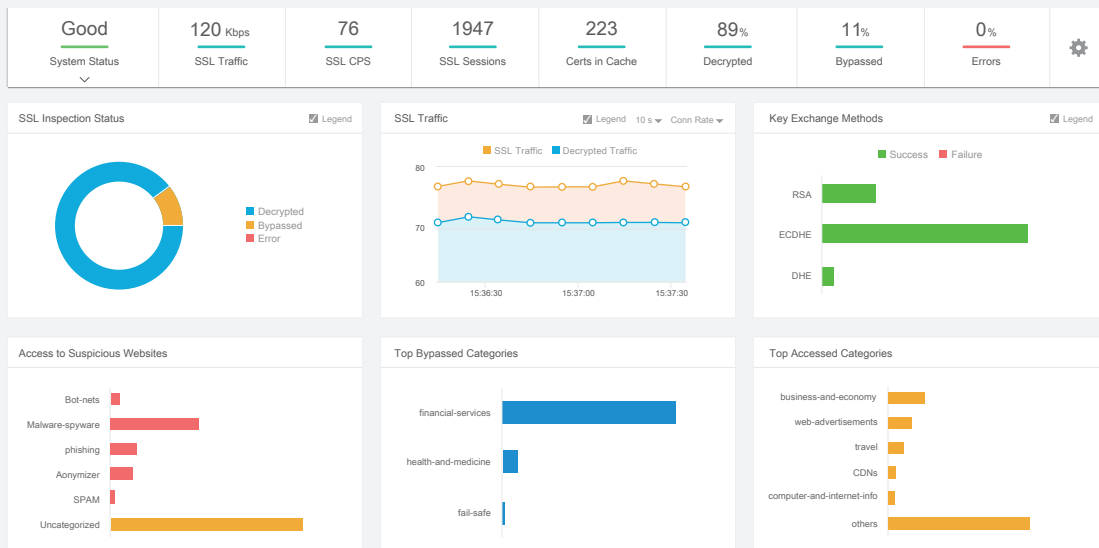 Good 120 Kbps 76 1947 223 89% 11% 0%
System Status SSL Traffic SSL CPS SSL Sessions Certs in Cache Decrypted Bypassed Errors
SSL Inspection Status Legend
Decrypted
Bypassed
Error
SSL Traffic Legend 10 s Conn Rate
SSL Traffic Decrypted Traffic
80
70
60
15:36:30 15:37:00 15:37:30
Key Exchange Methods Legend
Success Failure
RSA
ECDHE
DHE
Access to Suspicious Websites
Bot-nets
Malware-spyware
phishing
Aonymizer
SPAM
Uncategorized
Top Bypassed Categories
financial-services
health-and-medicine
fail-safe
Top Accessed Categories
business-and-economy
web-advertisements
travel
CDNs
computer-and-internet-info
others